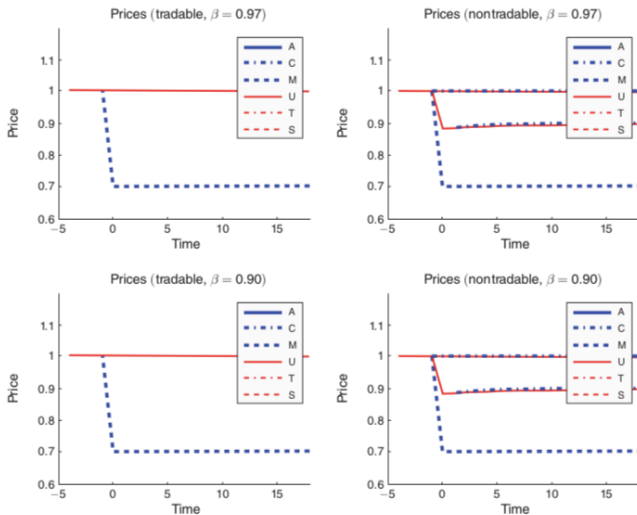 Prices (tradable, β = 0.97)
1.1
1
0.9
0.8
0.7
0.6
Price
−5
0
5
10
15
Time
A
C
M
U
T
S
Prices (nontradable, β = 0.97)
1.1
1
0.9
0.8
0.7
0.6
Price
−5
0
5
10
15
Time
A
C
M
U
T
S
Prices (tradable, β = 0.90)
1.1
1
0.9
0.8
0.7
0.6
Price
−5
0
5
10
15
Time
A
C
M
U
T
S
Prices (nontradable, β = 0.90)
1.1
1
0.9
0.8
0.7
0.6
Price
−5
0
5
10
15
Time
A
C
M
U
T
S